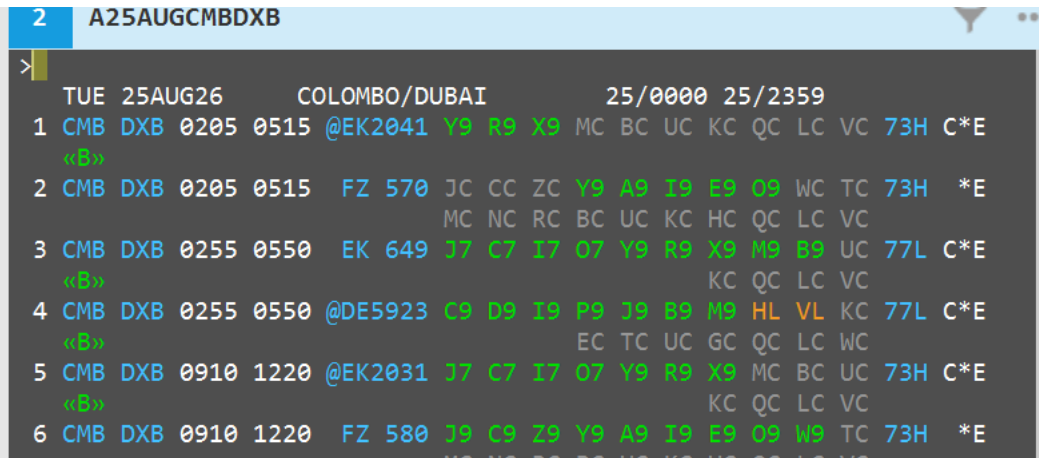 2 A25AUGCMBDXB
>
TUE 25AUG26 COLOMBO/DUBAI 25/0000 25/2359
1 CMB DXB 0205 0515 @EK2041 Y9 R9 X9 MC BC UC KC QC LC VC 73H C*E
«B»
2 CMB DXB 0205 0515 FZ 570 JC CC ZC Y9 A9 I9 E9 O9 WC TC 73H *E
MC NC RC BC UC KC HC QC LC VC
3 CMB DXB 0255 0550 EK 649 J7 C7 I7 O7 Y9 R9 X9 M9 B9 UC 77L C*E
«B» KC QC LC VC
4 CMB DXB 0255 0550 @DE5923 C9 D9 I9 P9 J9 B9 M9 HL VL KC 77L C*E
«B» EC TC UC GC QC LC WC
5 CMB DXB 0910 1220 @EK2031 J7 C7 I7 O7 Y9 R9 X9 MC BC UC 73H C*E
«B» KC QC LC VC
6 CMB DXB 0910 1220 FZ 580 J9 C9 Z9 Y9 A9 I9 E9 O9 W9 TC 73H *E